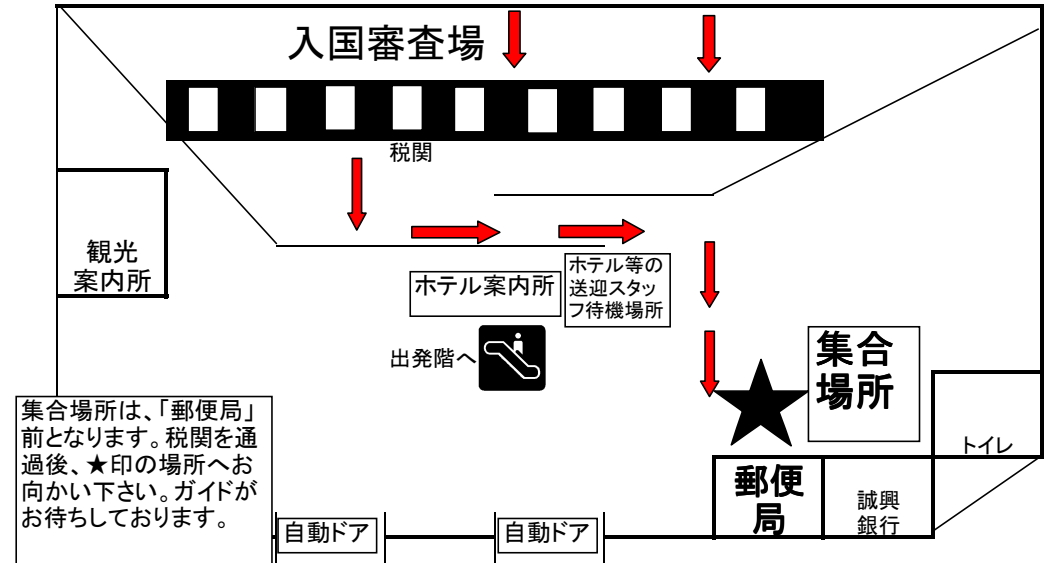 入国審査場
税関
観光
案内所
ホテル案内所
ホテル等の
送迎スタッ
フ待機場所
出発階へ
集合
場所
集合場所は、「郵便局」
前となります。税関を通
過後、★印の場所へお
向かい下さい。ガイドが
お待ちしております。
トイレ
郵便
局
誠興
銀行
自動ドア
自動ドア